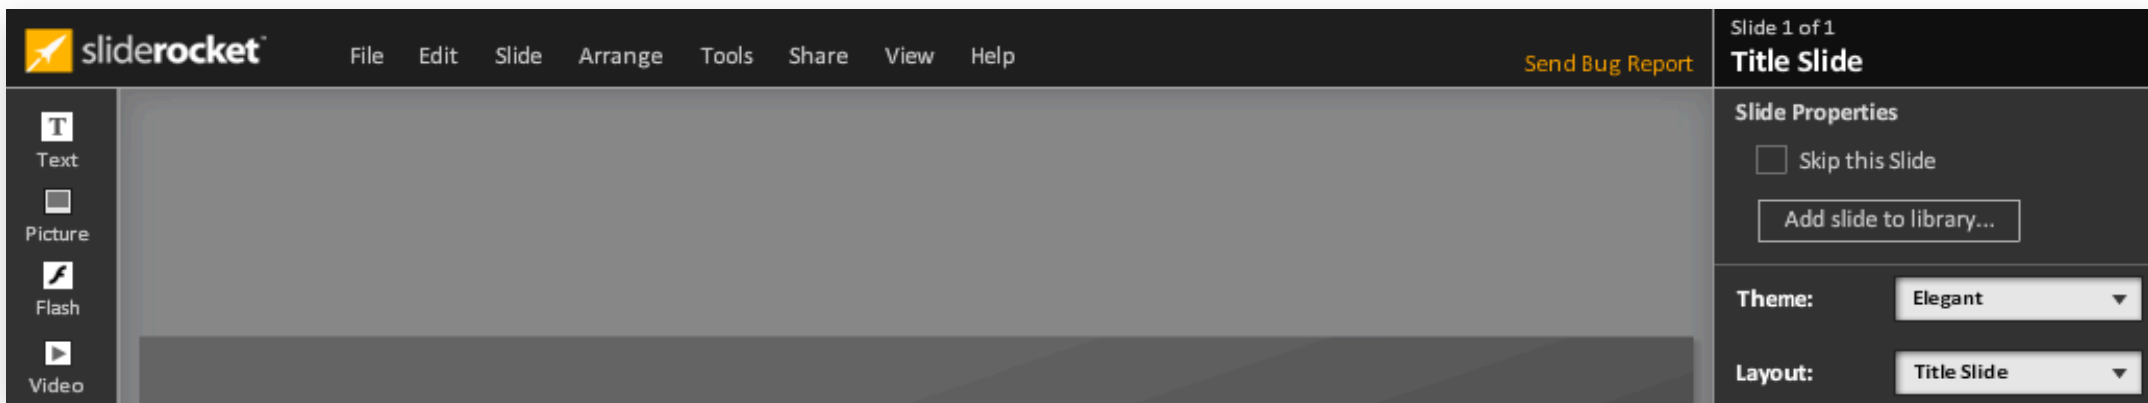 sliderocket™ File Edit Slide Arrange Tools Share View Help Send Bug Report
Text
Picture
Flash
Video
Slide 1 of 1
Title Slide
Slide Properties
Skip this Slide
Add slide to library...
Theme: Elegant
Layout: Title Slide